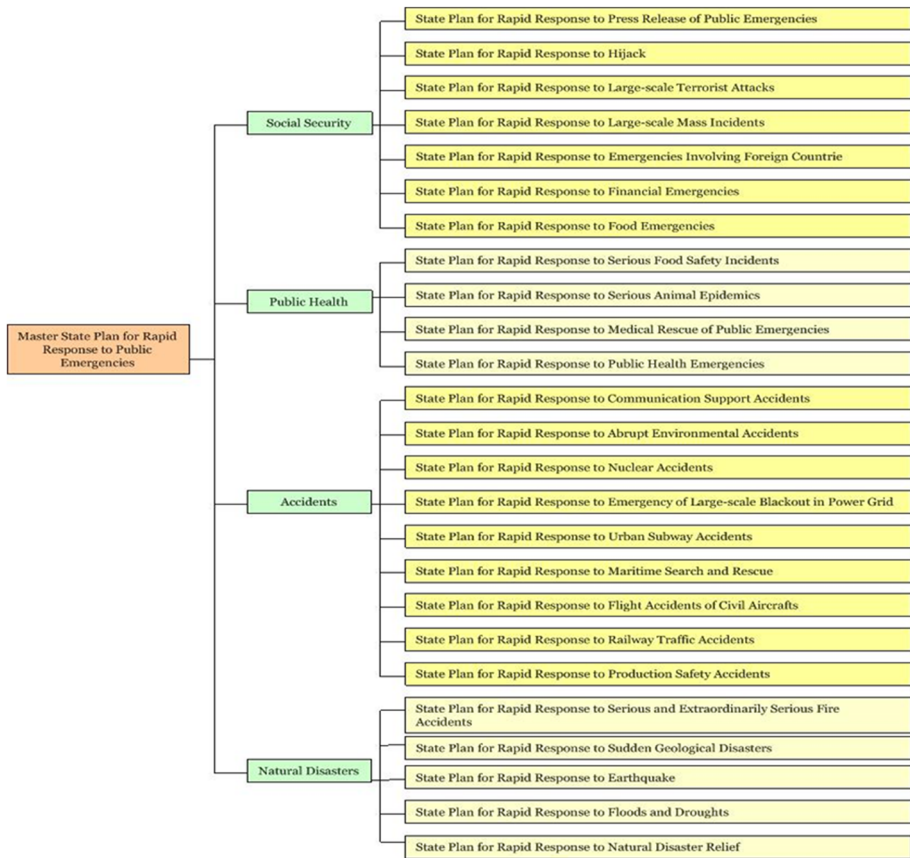 Master State Plan for Rapid
Response to Public
Emergencies
Social Security
State Plan for Rapid Response to Press Release of Public Emergencies
State Plan for Rapid Response to Hijack
State Plan for Rapid Response to Large-scale Terrorist Attacks
State Plan for Rapid Response to Large-scale Mass Incidents
State Plan for Rapid Response to Emergencies Involving Foreign Countrie
State Plan for Rapid Response to Financial Emergencies
State Plan for Rapid Response to Food Emergencies
Public Health
State Plan for Rapid Response to Serious Food Safety Incidents
State Plan for Rapid Response to Serious Animal Epidemics
State Plan for Rapid Response to Medical Rescue of Public Emergencies
State Plan for Rapid Response to Public Health Emergencies
Accidents
State Plan for Rapid Response to Communication Support Accidents
State Plan for Rapid Response to Abrupt Environmental Accidents
State Plan for Rapid Response to Nuclear Accidents
State Plan for Rapid Response to Emergency of Large-scale Blackout in Power Grid
State Plan for Rapid Response to Urban Subway Accidents
State Plan for Rapid Response to Maritime Search and Rescue
State Plan for Rapid Response to Flight Accidents of Civil Aircrafts
State Plan for Rapid Response to Railway Traffic Accidents
State Plan for Rapid Response to Production Safety Accidents
Natural Disasters
State Plan for Rapid Response to Serious and Extraordinarily Serious Fire
Accidents
State Plan for Rapid Response to Sudden Geological Disasters
State Plan for Rapid Response to Earthquake
State Plan for Rapid Response to Floods and Droughts
State Plan for Rapid Response to Natural Disaster Relief